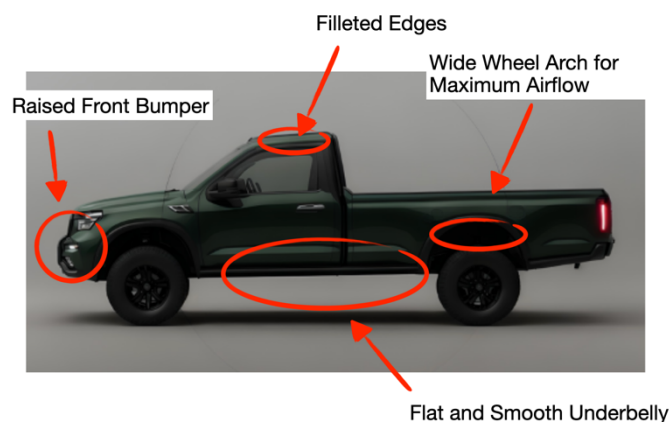 Filleted Edges
Wide Wheel Arch for
Maximum Airflow
Raised Front Bumper
Flat and Smooth Underbelly